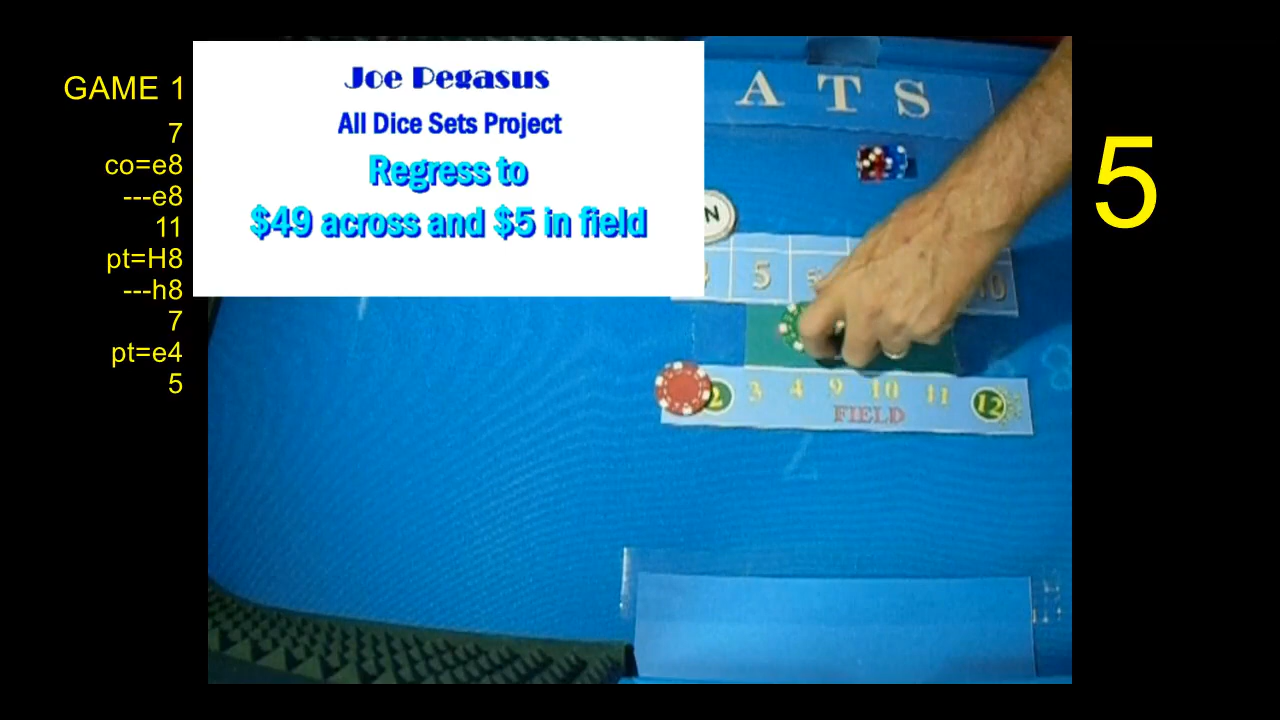 GAME 1
7
co=e8
---e8
11
pt=H8
---h8
7
pt=e4
5
Joe Pegasus
All Dice Sets Project
Regress to
$49 across and $5 in field
5
A T S
N
5
10
2 3 4 9 10 11 12
FIELD